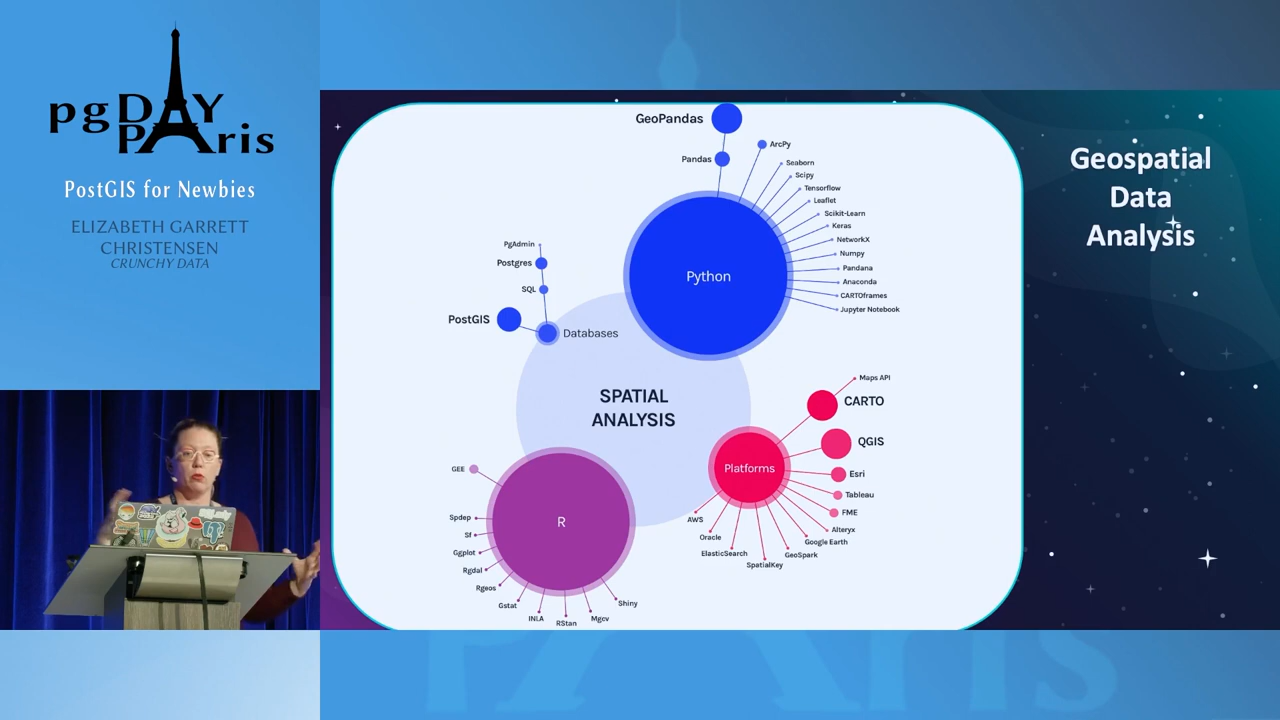 pgDAY
PAris
PostGIS for Newbies
ELIZABETH GARRETT
CHRISTENSEN
CRUNCHY DATA
Geospatial
Data
Analysis
GeoPandas
Pandas
ArcPy
Seaborn
Scipy
Tensorflow
Leaflet
Scikit-Learn
Keras
NetworkX
Numpy
Pandana
Anaconda
CARTOframes
Jupyter Notebook
Python
PgAdmin
Postgres
SQL
PostGIS
Databases
SPATIAL
ANALYSIS
Maps API
CARTO
QGIS
Esri
Tableau
FME
Alteryx
Google Earth
GeoSpark
SpatialKey
ElasticSearch
Oracle
AWS
Platforms
R
GEE
Spdep
Sf
Ggplot
Rgdal
Rgeos
Gstat
INLA
RStan
Mgcv
Shiny